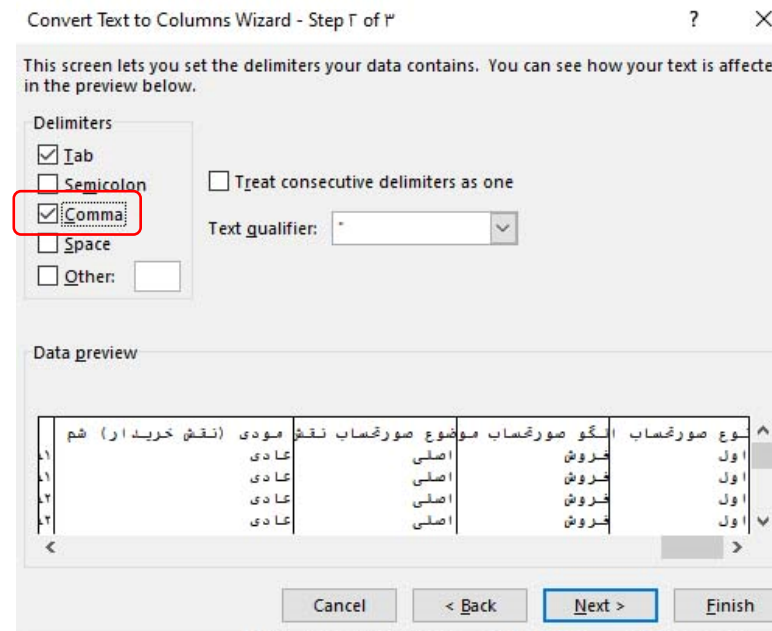 Convert Text to Columns Wizard - Step ۲ of ۳
This screen lets you set the delimiters your data contains. You can see how your text is affecte
in the preview below.
Delimiters
Tab
Semicolon
Comma
Space
Other:
Treat consecutive delimiters as one
Text qualifier: "
Data preview
نوع صورتحساب الگو صورتحساب موضوع صورتحساب نقش مودی (نقش خریدار) شم
اول فروش اصلی عادی
اول فروش اصلی عادی
اول فروش اصلی عادی
اول فروش اصلی عادی
Cancel < Back Next > Finish